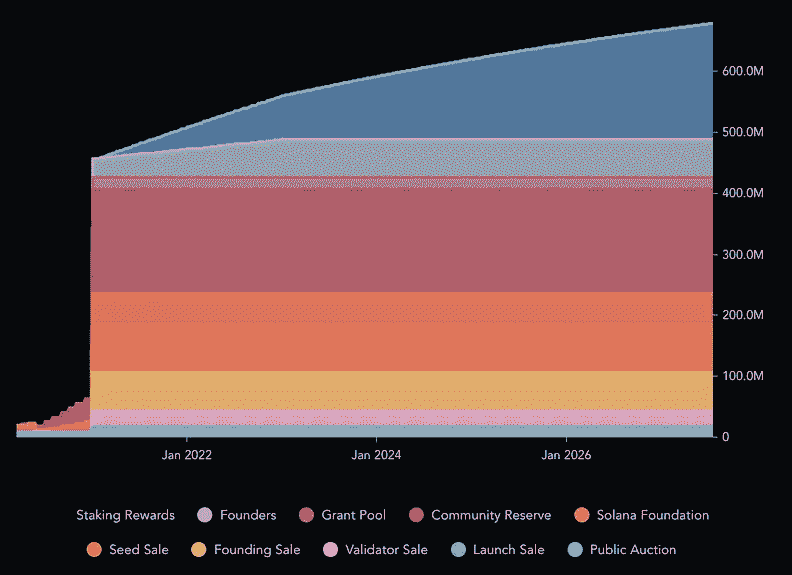 600.0M
500.0M
400.0M
300.0M
200.0M
100.0M
0
Jan 2022 Jan 2024 Jan 2026
Staking Rewards Founders Grant Pool Community Reserve Solana Foundation
Seed Sale Founding Sale Validator Sale Launch Sale Public Auction